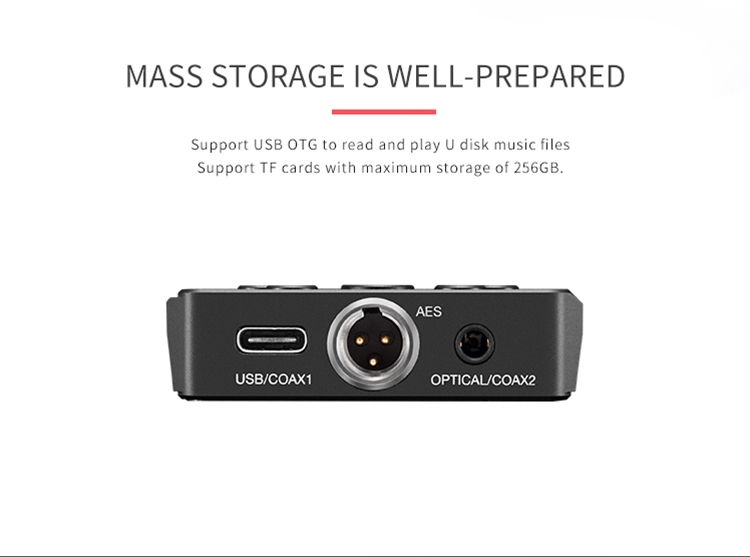 MASS STORAGE IS WELL-PREPARED
Support USB OTG to read and play U disk music files
Support TF cards with maximum storage of 256GB.
AES
USB/COAX1
OPTICAL/COAX2